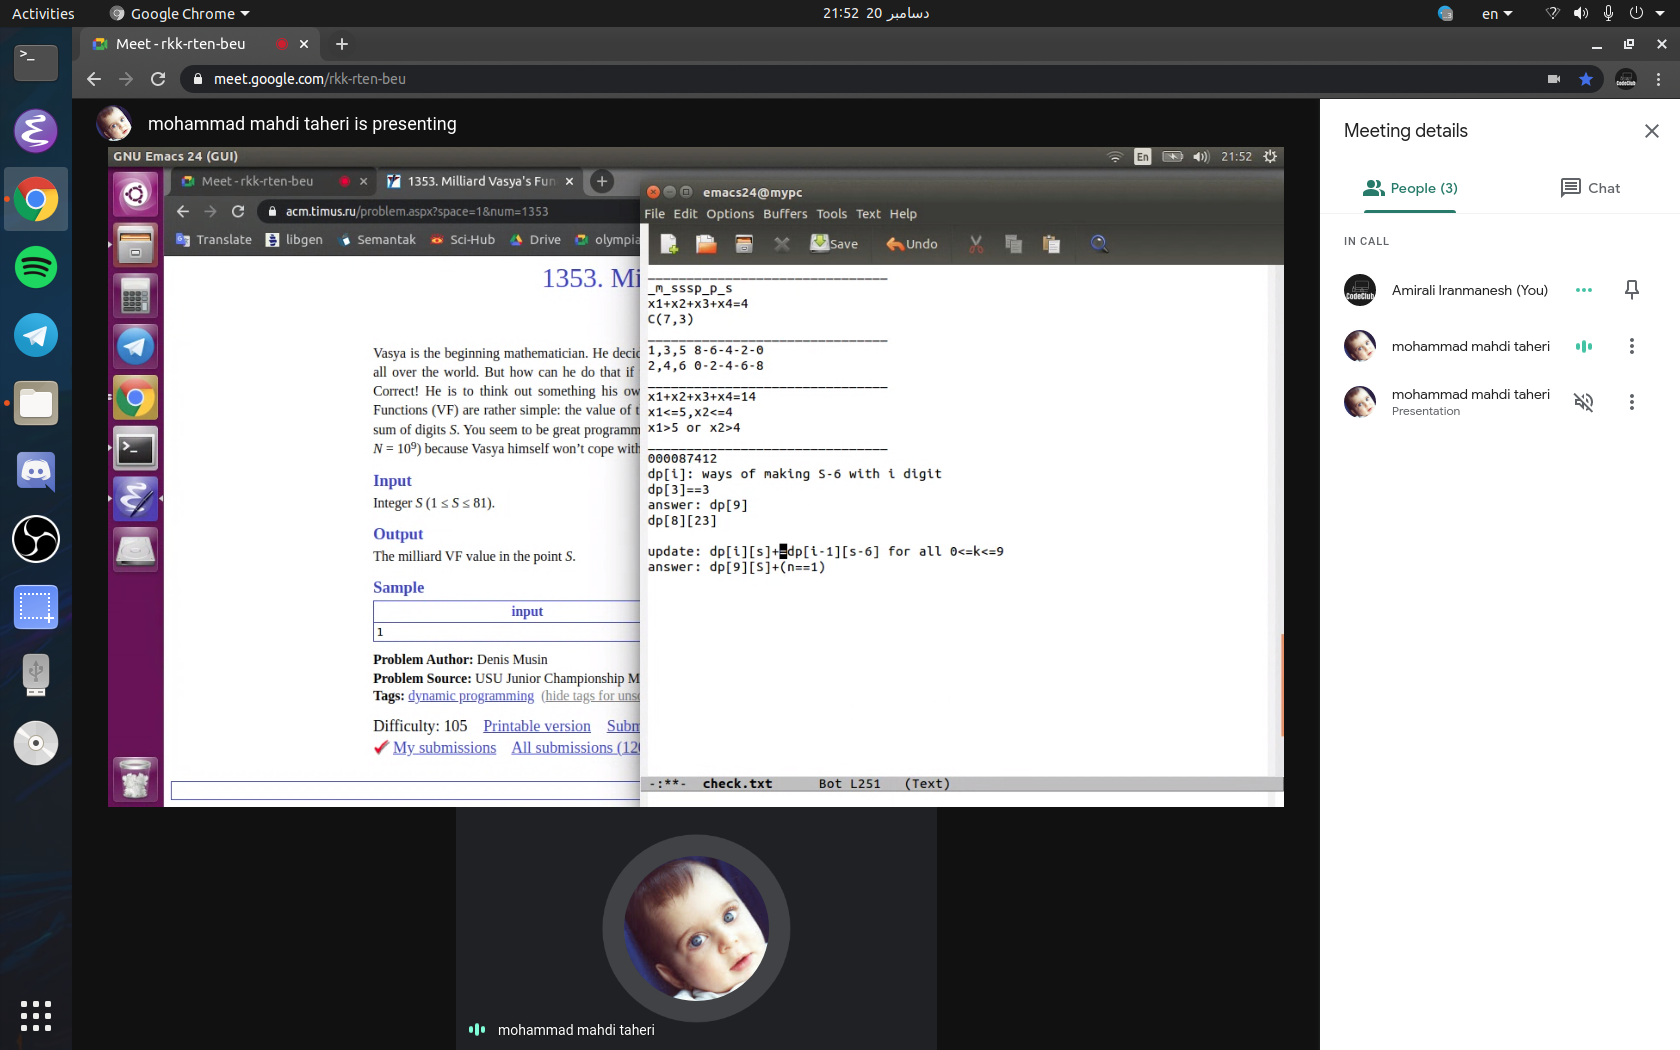 Activities
Google Chrome
21:52 20 دسامبر
en
Meet - rkk-rten-beu
meet.google.com/rkk-rten-beu
mohammad mahdi taheri is presenting
GNU Emacs 24 (GUI)
En
21:52
Meet - rkk-rten-beu
1353. Milliard Vasya's Fun
acm.timus.ru/problem.aspx?space=1&num=1353
Translate
libgen
Semantak
Sci-Hub
Drive
olympia
1353. Mi
Vasya is the beginning mathematician. He decid
all over the world. But how can he do that if
Correct! He is to think out something his ow
Functions (VF) are rather simple: the value of t
sum of digits S. You seem to be great programm
N = 10⁹) because Vasya himself won't cope with
Input
Integer S (1 ≤ S ≤ 81).
Output
The milliard VF value in the point S.
Sample
input
1
Problem Author: Denis Musin
Problem Source: USU Junior Championship M
Tags: dynamic programming (hide tags for unso
Difficulty: 105 Printable version Subm
My submissions All submissions (120
emacs24@mypc
File Edit Options Buffers Tools Text Help
Save
Undo
_______________________________
_m_sssp_p_s
x1+x2+x3+x4=4
C(7,3)
_______________________________
1,3,5 8-6-4-2-0
2,4,6 0-2-4-6-8
_______________________________
x1+x2+x3+x4=14
x1<=5,x2<=4
x1>5 or x2>4
_______________________________
000087412
dp[i]: ways of making S-6 with i digit
dp[3]==3
answer: dp[9]
dp[8][23]
update: dp[i][s]+=dp[i-1][s-6] for all 0<=k<=9
answer: dp[9][S]+(n==1)
-:**- check.txt Bot L251 (Text)
mohammad mahdi taheri
Meeting details
People (3)
Chat
IN CALL
CodeClub
Amirali Iranmanesh (You)
mohammad mahdi taheri
mohammad mahdi taheri
Presentation